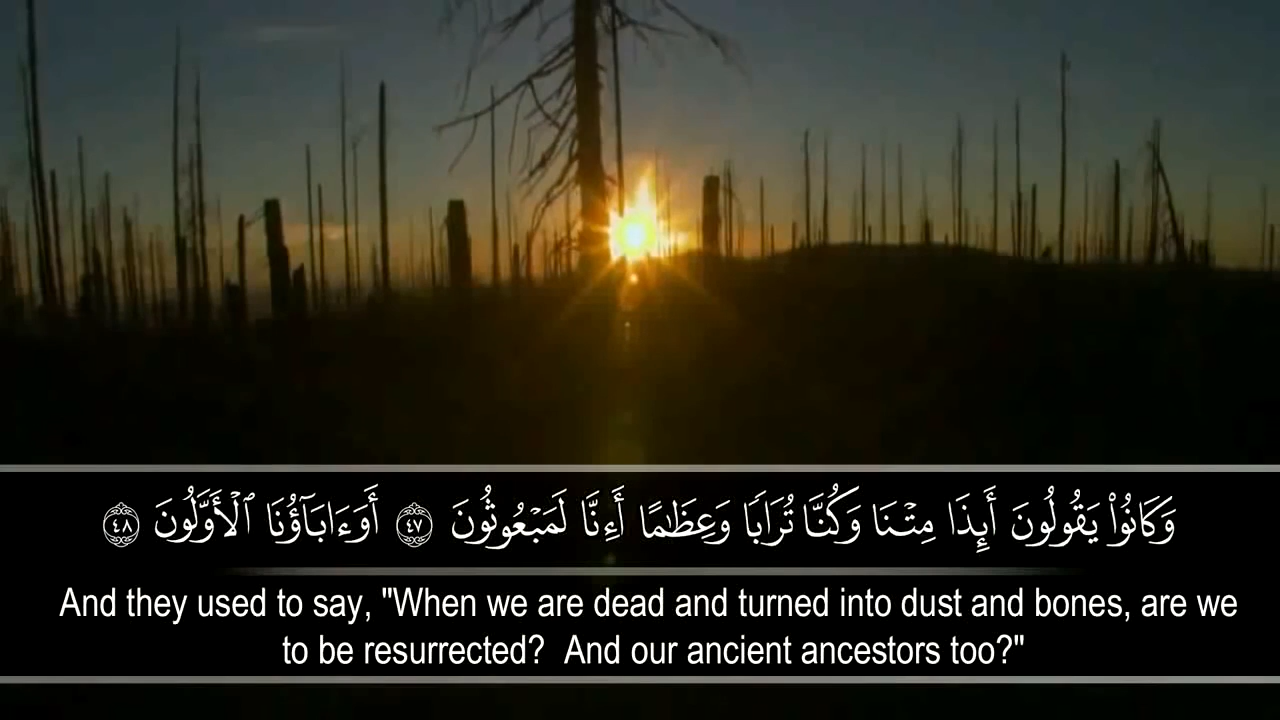 وَكَانُوا۟ يَقُولُونَ أَئِذَا مِتْنَا وَكُنَّا تُرَابًا وَعِظَٰمًا أَءِنَّا لَمَبْعُوثُونَ ٤٧ أَوَءَابَآؤُنَا ٱلْأَوَّلُونَ ٤٨
And they used to say, "When we are dead and turned into dust and bones, are we
to be resurrected?  And our ancient ancestors too?"